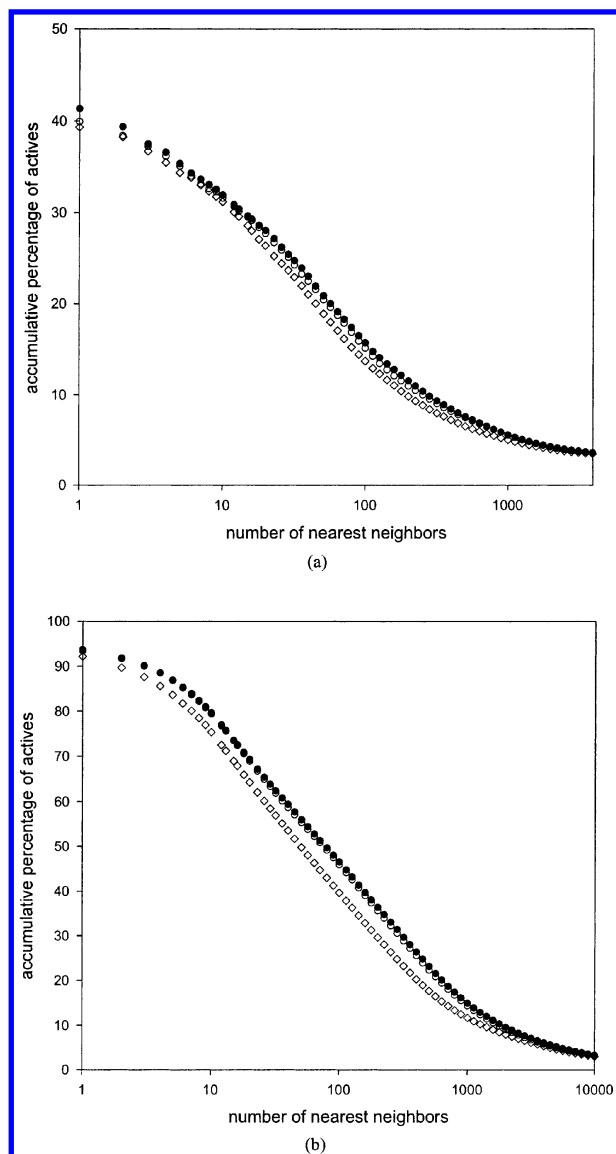 50
40
30
20
10
0
accumulative percentage of actives
1 10 100 1000
number of nearest neighbors
(a)
100
90
80
70
60
50
40
30
20
10
0
accumulative percentage of actives
1 10 100 1000 10000
number of nearest neighbors
(b)